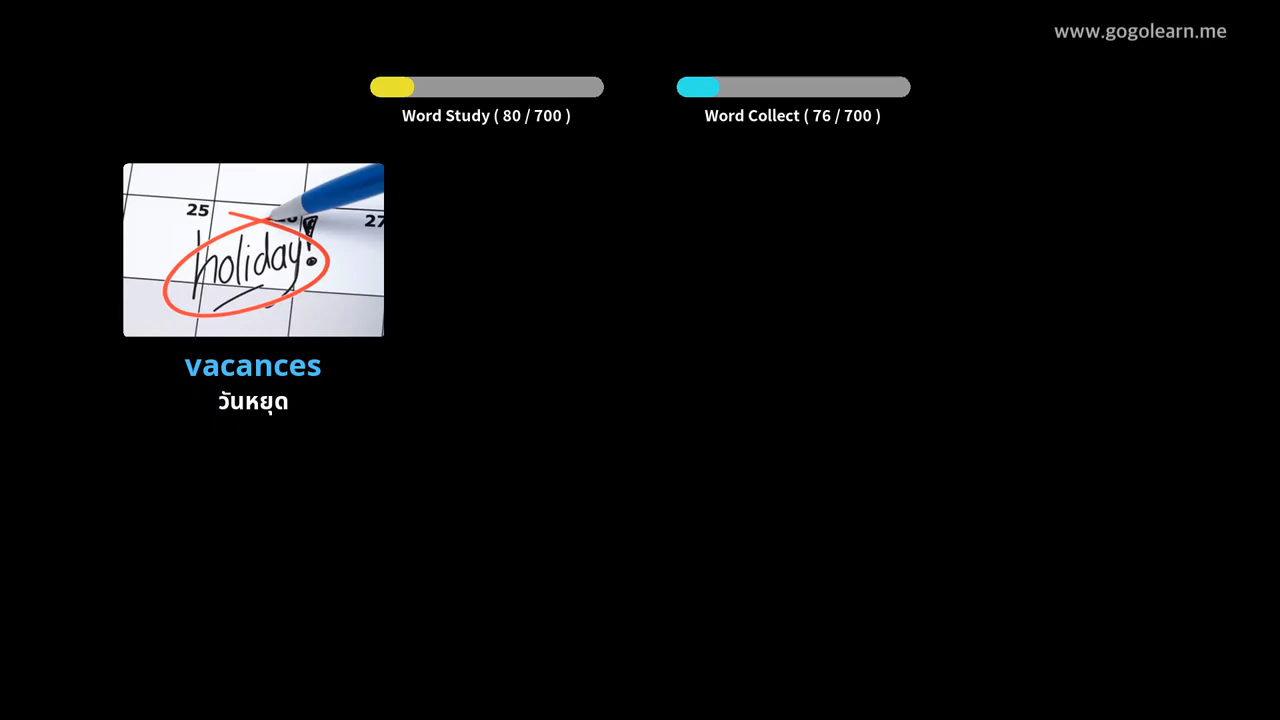 www.gogolearn.me
Word Study ( 80 / 700 )
Word Collect ( 76 / 700 )
25
27
holiday!
vacances
วันหยุด